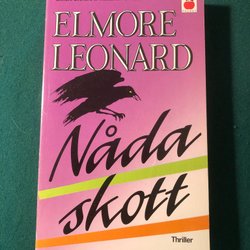 ELMORE
LEONARD
Nåda
skott
Thriller